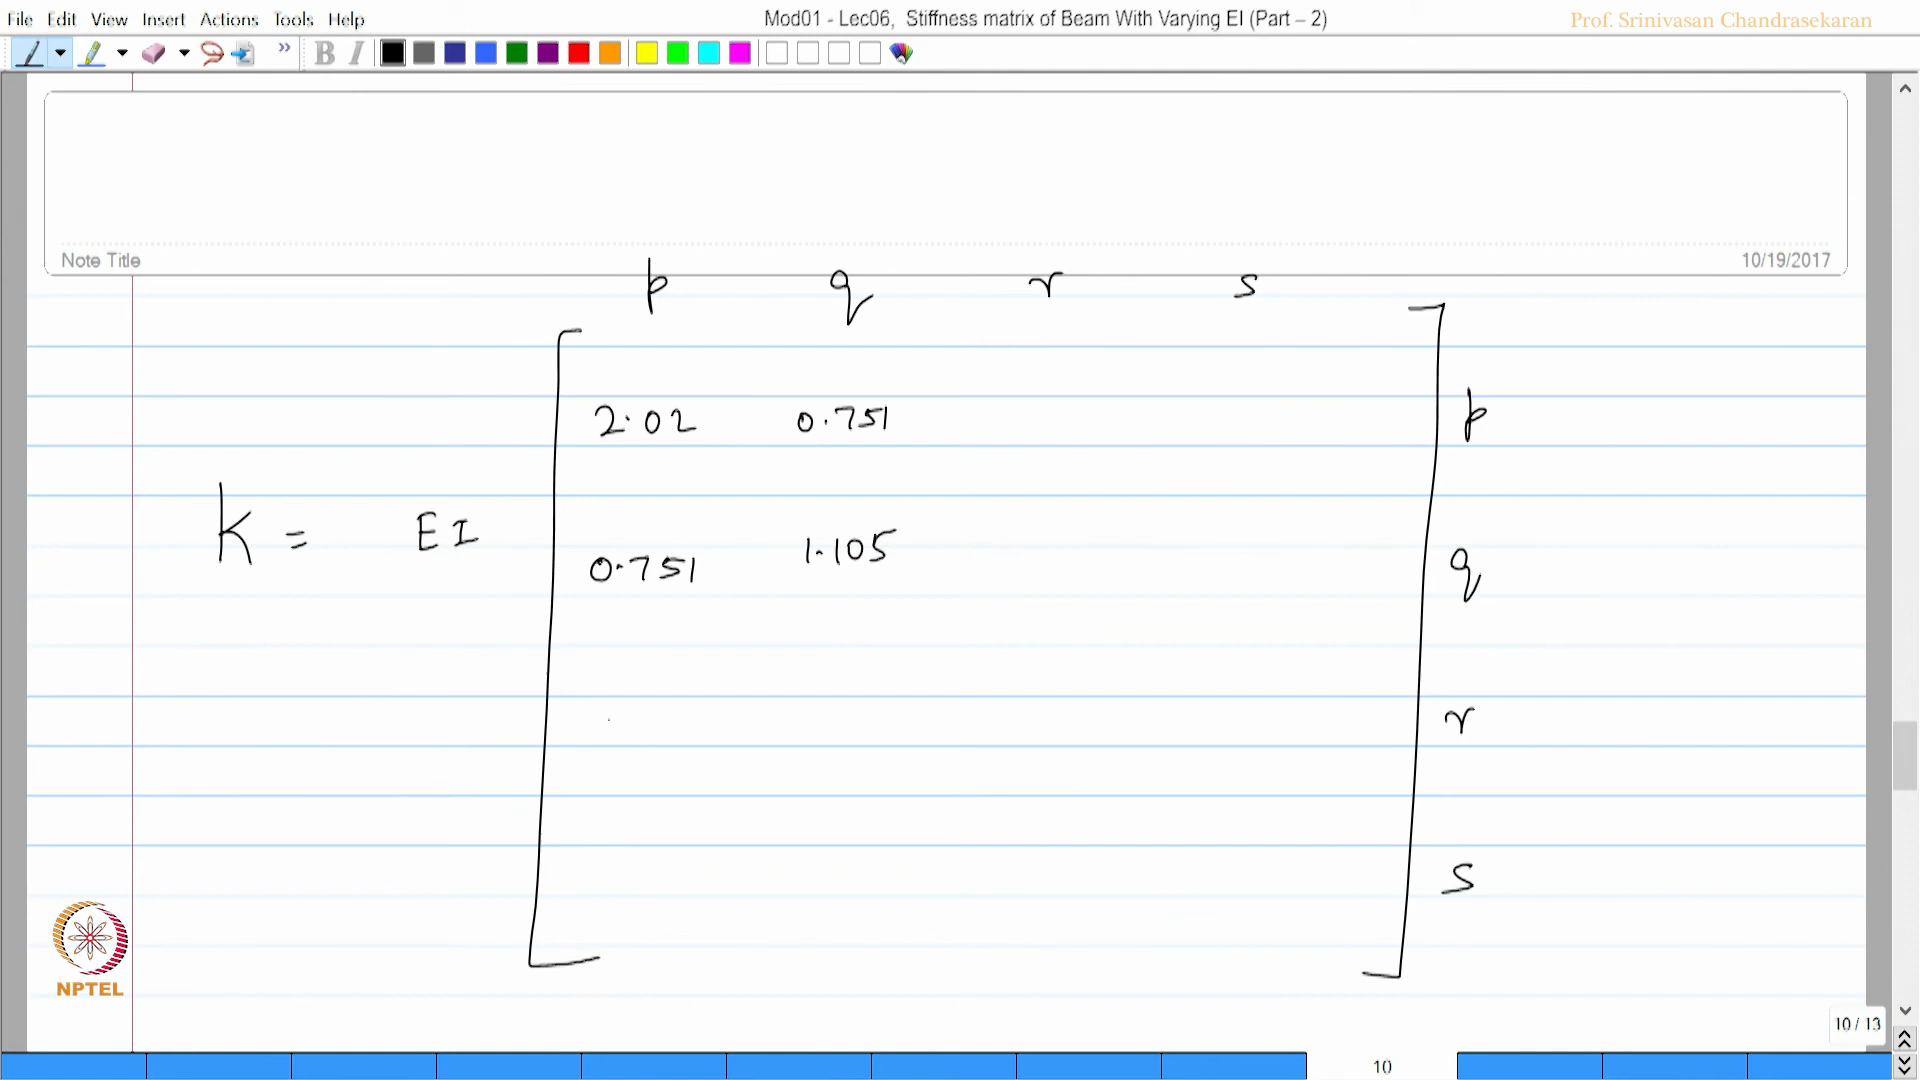 File Edit View Insert Actions Tools Help
Mod01 - Lec06, Stiffness matrix of Beam With Varying EI (Part – 2)
Prof. Srinivasan Chandrasekaran
B I
Note Title
10/19/2017
p q r s
2.02 0.751 p
K = EI
0.751 1.105 q
r
s
NPTEL
10 / 13
10